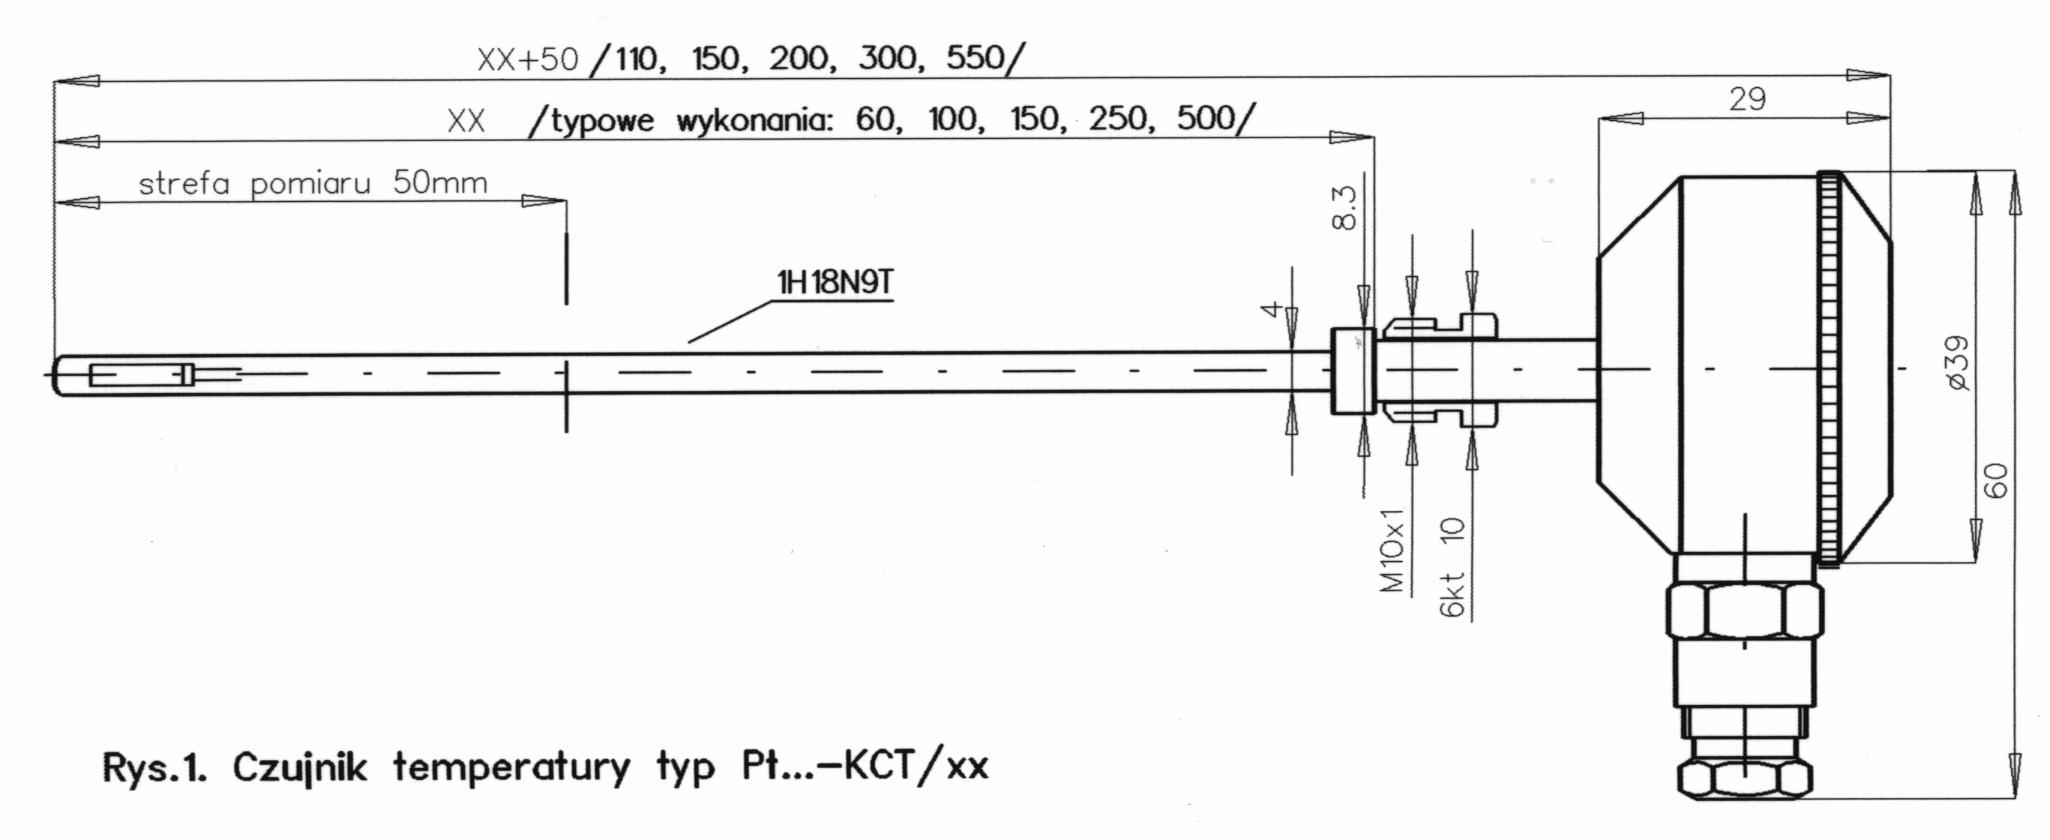 XX+50 /110, 150, 200, 300, 550/
XX /typowe wykonania: 60, 100, 150, 250, 500/
29
strefa pomiaru 50mm
8.3
1H18N9T
4
ø39
60
M10x1
6kt 10
Rys.1. Czujnik temperatury typ Pt...-KCT/xx